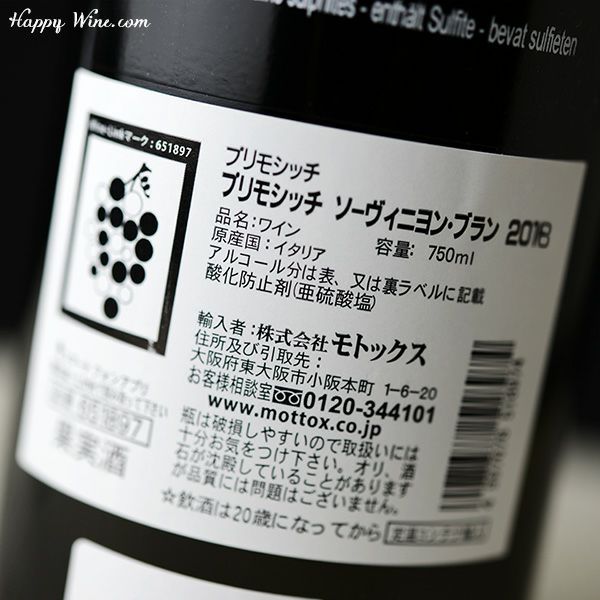 Happy Wine.com
sulphites - enthält Sulfite - bevat sulfieten
マーク : 651897
プリモシッチ
プリモシッチ ソーヴィニヨン・ブラン 2016
品名：ワイン 容量: 750ml
原産国：イタリア
アルコール分は表、又は裏ラベルに記載
酸化防止剤(亜硫酸塩)
輸入者：株式会社 モトックス
住所及び引取先：
大阪府東大阪市小阪本町 1-6-20
お客様相談室 0120-344101
www.mottox.co.jp
瓶は破損しやすいので取扱いには
十分お気をつけ下さい。オリ、酒
石が沈殿していることがあります
が品質には問題はございません。
☆飲酒は20歳になってから
651897
果実酒